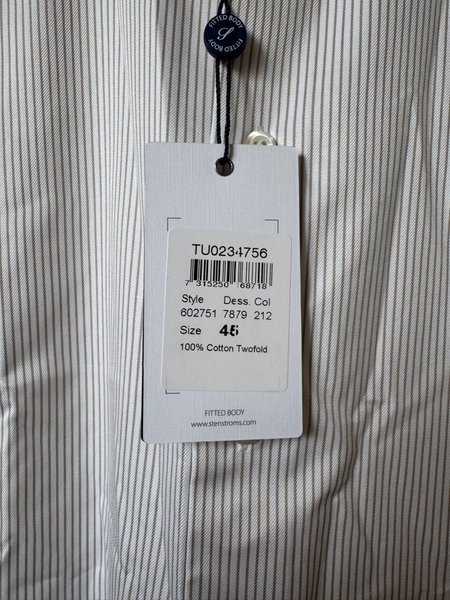 FITTED BODY
S
FITTED BODY
TU0234756
7 315250 68718
Style Dess. Col
602751 7879 212
Size 45
100% Cotton Twofold
FITTED BODY
www.stenstroms.com